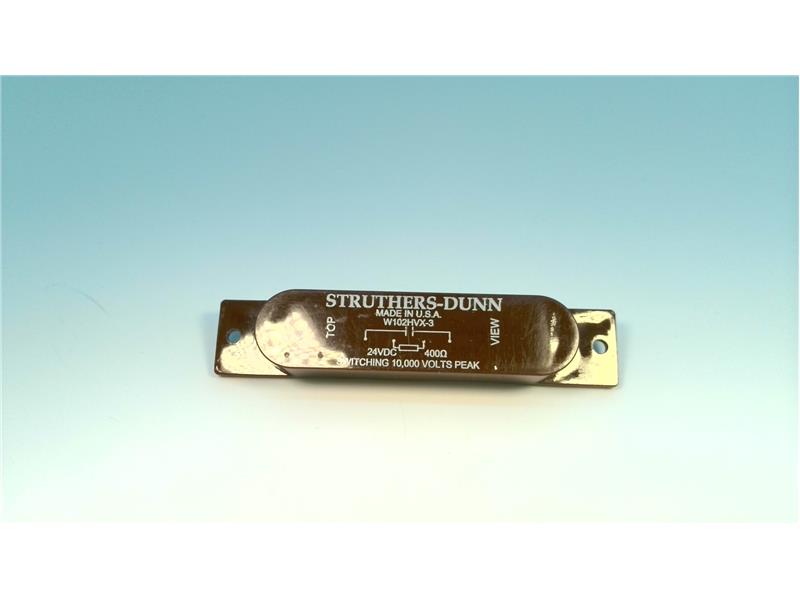 STRUTHERS-DUNN
MADE IN U.S.A.
W102HVX-3
TOP
VIEW
24VDC 400Ω
SWITCHING 10,000 VOLTS PEAK